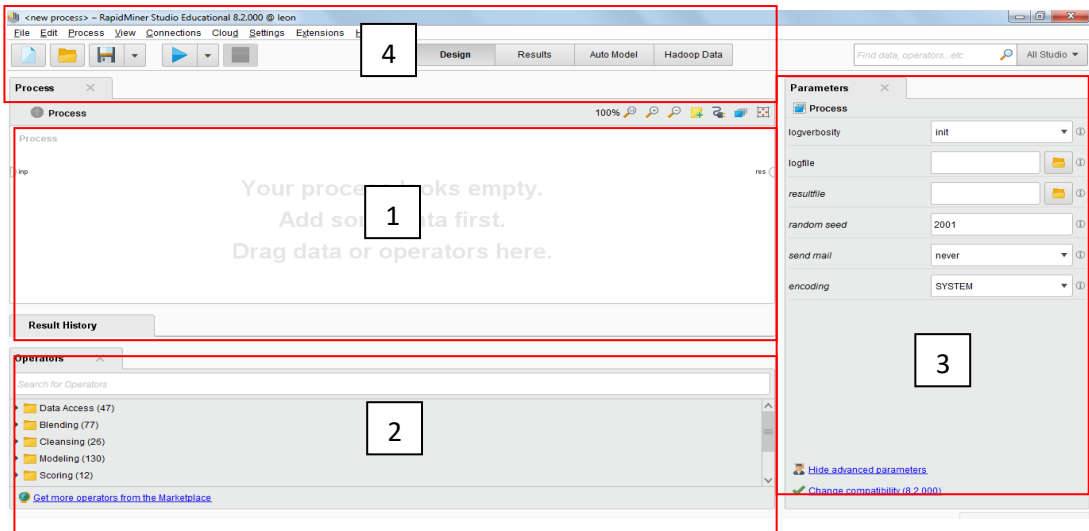 <new process> – RapidMiner Studio Educational 8.2.000 @ leon
File Edit Process View Connections Cloud Settings Extensions
4
Design Results Auto Model Hadoop Data
Find data, operators...etc
All Studio
Process
Process
100%
Process
inp
res
Your process looks empty.
Add some data first.
Drag data or operators here.
1
Result History
Operators
Search for Operators
Data Access (47)
Blending (77)
Cleansing (26)
Modeling (130)
Scoring (12)
2
Get more operators from the Marketplace
Parameters
Process
logverbosity init
logfile
resultfile
random seed 2001
send mail never
encoding SYSTEM
3
Hide advanced parameters
Change compatibility (8.2.000)